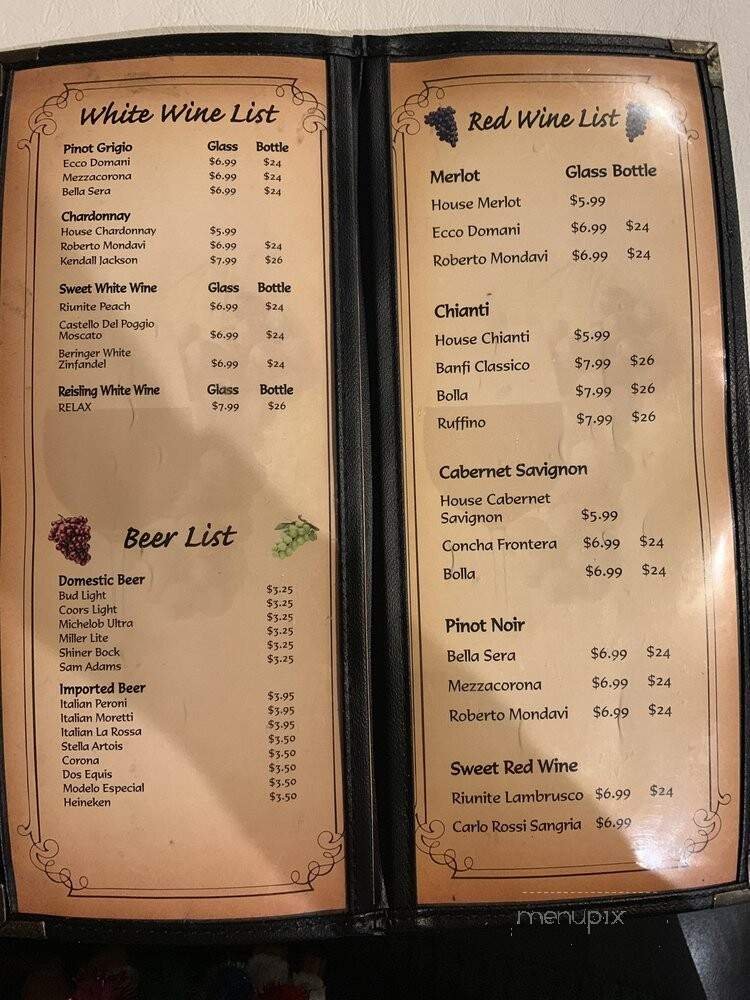 White Wine List
Pinot Grigio Glass Bottle
Ecco Domani $6.99 $24
Mezzacorona $6.99 $24
Bella Sera $6.99 $24
Chardonnay
House Chardonnay $5.99
Roberto Mondavi $6.99 $24
Kendall Jackson $7.99 $26
Sweet White Wine Glass Bottle
Riunite Peach $6.99 $24
Castello Del Poggio
Moscato $6.99 $24
Beringer White
Zinfandel $6.99 $24
Reisling White Wine Glass Bottle
RELAX $7.99 $26
Beer List
Domestic Beer
Bud Light $3.25
Coors Light $3.25
Michelob Ultra $3.25
Miller Lite $3.25
Shiner Bock $3.25
Sam Adams $3.25
Imported Beer
Italian Peroni $3.95
Italian Moretti $3.95
Italian La Rossa $3.95
Stella Artois $3.50
Corona $3.50
Dos Equis $3.50
Modelo Especial $3.50
Heineken $3.50
Red Wine List
Merlot Glass Bottle
House Merlot $5.99
Ecco Domani $6.99 $24
Roberto Mondavi $6.99 $24
Chianti
House Chianti $5.99
Banfi Classico $7.99 $26
Bolla $7.99 $26
Ruffino $7.99 $26
Cabernet Savignon
House Cabernet
Savignon $5.99
Concha Frontera $6.99 $24
Bolla $6.99 $24
Pinot Noir
Bella Sera $6.99 $24
Mezzacorona $6.99 $24
Roberto Mondavi $6.99 $24
Sweet Red Wine
Riunite Lambrusco $6.99 $24
Carlo Rossi Sangria $6.99
menupix